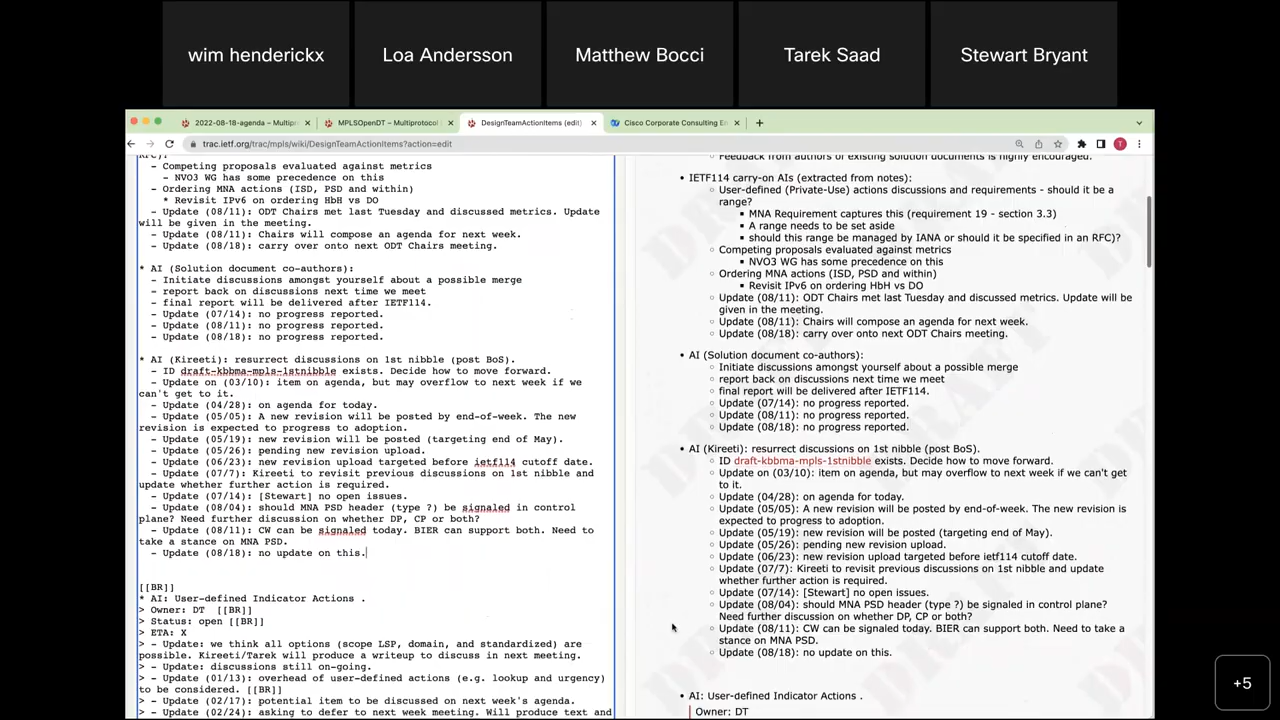 wim henderickx
Loa Andersson
Matthew Bocci
Tarek Saad
Stewart Bryant
2022-08-18-agenda – Multipr
MPLSOpenDT – Multiprotocol
DesignTeamActionItems (edit)
Cisco Corporate Consulting E
trac.ietf.org/trac/mpls/wiki/DesignTeamActionItems?action=edit
T
RFC):
- Competing proposals evaluated against metrics
- NVO3 WG has some precedence on this
- Ordering MNA actions (ISD, PSD and within)
* Revisit IPv6 on ordering HbH vs DO
- Update (08/11): ODT Chairs met last Tuesday and discussed metrics. Update
will be given in the meeting.
- Update (08/11): Chairs will compose an agenda for next week.
- Update (08/18): carry over onto next ODT Chairs meeting.
* AI (Solution document co-authors):
- Initiate discussions amongst yourself about a possible merge
- report back on discussions next time we meet
- final report will be delivered after IETF114.
- Update (07/14): no progress reported.
- Update (08/11): no progress reported.
- Update (08/18): no progress reported.
* AI (Kireeti): resurrect discussions on 1st nibble (post BoS).
- ID draft-kbbma-mpls-1stnibble exists. Decide how to move forward.
- Update on (03/10): item on agenda, but may overflow to next week if we
can't get to it.
- Update (04/28): on agenda for today.
- Update (05/05): A new revision will be posted by end-of-week. The new
revision is expected to progress to adoption.
- Update (05/19): new revision will be posted (targeting end of May).
- Update (05/26): pending new revision upload.
- Update (06/23): new revision upload targeted before ietf114 cutoff date.
- Update (07/7): Kireeti to revisit previous discussions on 1st nibble and
update whether further action is required.
- Update (07/14): [Stewart] no open issues.
- Update (08/04): should MNA PSD header (type ?) be signaled in control
plane? Need further discussion on whether DP, CP or both?
- Update (08/11): CW can be signaled today. BIER can support both. Need to
take a stance on MNA PSD.
- Update (08/18): no update on this.
[[BR]]
* AI: User-defined Indicator Actions .
> Owner: DT [[BR]]
> Status: open [[BR]]
> ETA: X
> - Update: we think all options (scope LSP, domain, and standardized) are
possible. Kireeti/Tarek will produce a writeup to discuss in next meeting.
> - Update: discussions still on-going.
> - Update (01/13): overhead of user-defined actions (e.g. lookup and urgency)
to be considered. [[BR]]
> - Update (02/17): potential item to be discussed on next week's agenda.
> - Update (02/24): asking to defer to next week meeting. Will produce text and
Feedback from authors of existing solution documents is highly encouraged.
• IETF114 carry-on AIs (extracted from notes):
○ User-defined (Private-Use) actions discussions and requirements - should it be a
range?
▪ MNA Requirement captures this (requirement 19 - section 3.3)
▪ A range needs to be set aside
▪ should this range be managed by IANA or should it be specified in an RFC)?
○ Competing proposals evaluated against metrics
▪ NVO3 WG has some precedence on this
○ Ordering MNA actions (ISD, PSD and within)
▪ Revisit IPv6 on ordering HbH vs DO
○ Update (08/11): ODT Chairs met last Tuesday and discussed metrics. Update will be
given in the meeting.
○ Update (08/11): Chairs will compose an agenda for next week.
○ Update (08/18): carry over onto next ODT Chairs meeting.
• AI (Solution document co-authors):
○ Initiate discussions amongst yourself about a possible merge
○ report back on discussions next time we meet
○ final report will be delivered after IETF114.
○ Update (07/14): no progress reported.
○ Update (08/11): no progress reported.
○ Update (08/18): no progress reported.
• AI (Kireeti): resurrect discussions on 1st nibble (post BoS).
○ ID draft-kbbma-mpls-1stnibble exists. Decide how to move forward.
○ Update on (03/10): item on agenda, but may overflow to next week if we can't get
to it.
○ Update (04/28): on agenda for today.
○ Update (05/05): A new revision will be posted by end-of-week. The new revision is
expected to progress to adoption.
○ Update (05/19): new revision will be posted (targeting end of May).
○ Update (05/26): pending new revision upload.
○ Update (06/23): new revision upload targeted before ietf114 cutoff date.
○ Update (07/7): Kireeti to revisit previous discussions on 1st nibble and update
whether further action is required.
○ Update (07/14): [Stewart] no open issues.
○ Update (08/04): should MNA PSD header (type ?) be signaled in control plane?
Need further discussion on whether DP, CP or both?
○ Update (08/11): CW can be signaled today. BIER can support both. Need to take a
stance on MNA PSD.
○ Update (08/18): no update on this.
• AI: User-defined Indicator Actions .
Owner: DT
DRAFT
+5